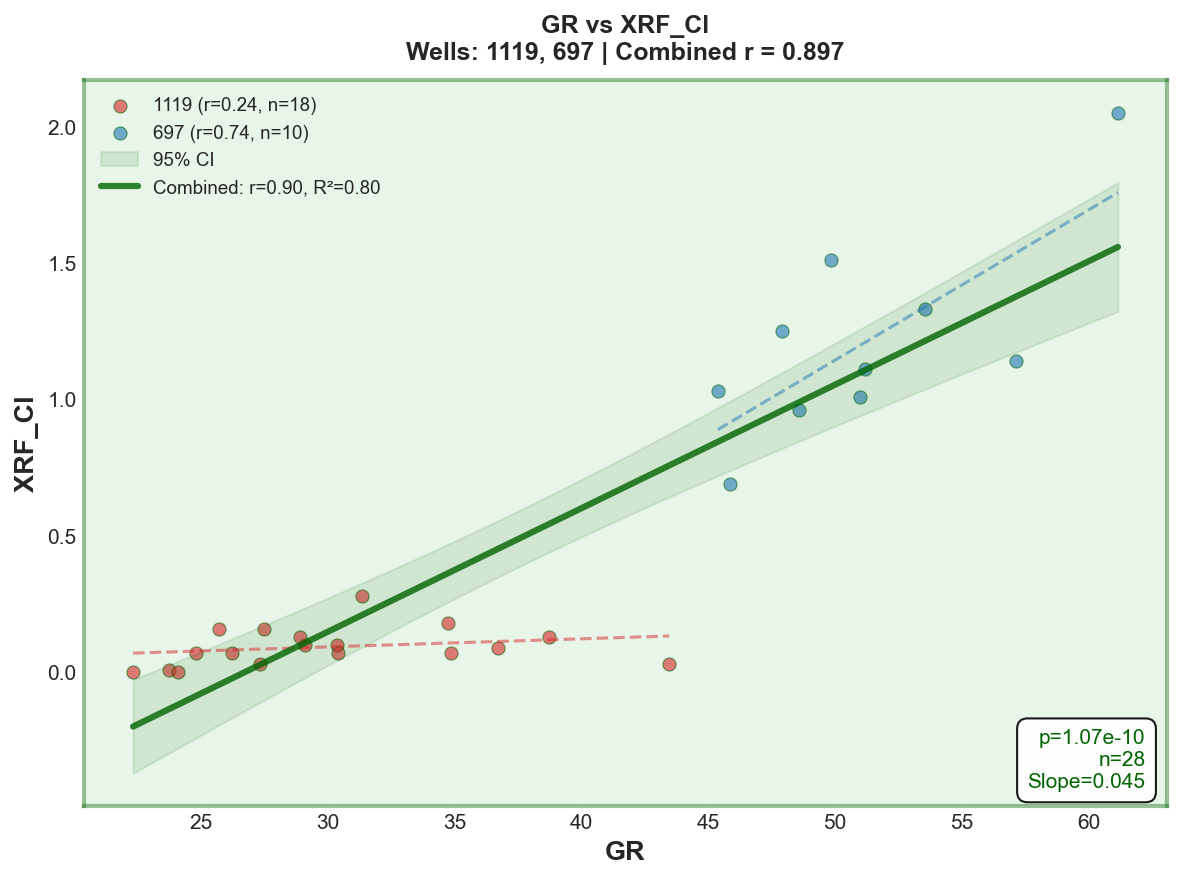 GR vs XRF_Cl
Wells: 1119, 697 | Combined r = 0.897
1119 (r=0.24, n=18)
697 (r=0.74, n=10)
95% CI
Combined: r=0.90, R²=0.80
XRF_Cl
2.0
1.5
1.0
0.5
0.0
p=1.07e-10
n=28
Slope=0.045
25 30 35 40 45 50 55 60
GR